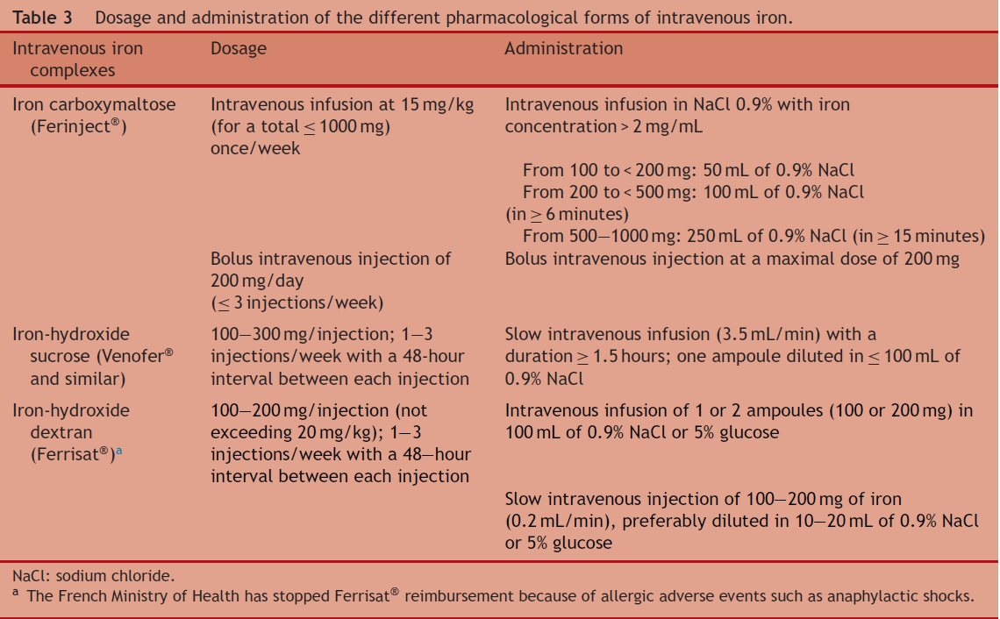 Table 3 Dosage and administration of the different pharmacological forms of intravenous iron.
Intravenous iron complexes Dosage Administration
Iron carboxymaltose (Ferinject®)
Intravenous infusion at 15 mg/kg
(for a total ≤ 1000 mg)
once/week
Intravenous infusion in NaCl 0.9% with iron
concentration > 2 mg/mL
From 100 to < 200 mg: 50 mL of 0.9% NaCl
From 200 to < 500 mg: 100 mL of 0.9% NaCl
(in ≥ 6 minutes)
From 500–1000 mg: 250 mL of 0.9% NaCl (in ≥ 15 minutes)
Bolus intravenous injection of
200 mg/day
(≤ 3 injections/week)
Bolus intravenous injection at a maximal dose of 200 mg
Iron-hydroxide
sucrose (Venofer®
and similar)
100–300 mg/injection; 1–3
injections/week with a 48-hour
interval between each injection
Slow intravenous infusion (3.5 mL/min) with a
duration ≥ 1.5 hours; one ampoule diluted in ≤ 100 mL of
0.9% NaCl
Iron-hydroxide
dextran
(Ferrisat®)a
100–200 mg/injection (not
exceeding 20 mg/kg); 1–3
injections/week with a 48–hour
interval between each injection
Intravenous infusion of 1 or 2 ampoules (100 or 200 mg) in
100 mL of 0.9% NaCl or 5% glucose
Slow intravenous injection of 100–200 mg of iron
(0.2 mL/min), preferably diluted in 10–20 mL of 0.9% NaCl
or 5% glucose
NaCl: sodium chloride.
a The French Ministry of Health has stopped Ferrisat® reimbursement because of allergic adverse events such as anaphylactic shocks.